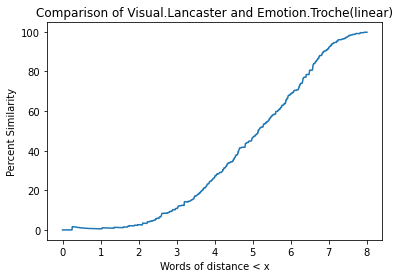 Comparison of Visual.Lancaster and Emotion.Troche(linear)
Percent Similarity
100
80
60
40
20
0
0 1 2 3 4 5 6 7 8
Words of distance < x